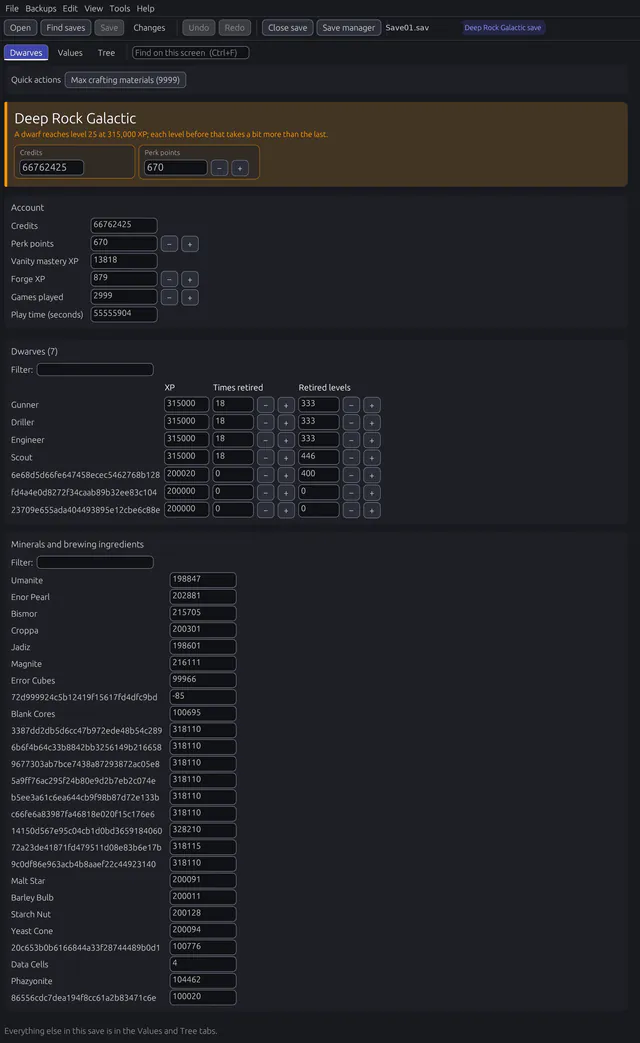 File Backups Edit View Tools Help
Open Find saves Save Changes Undo Redo Close save Save manager Save01.sav Deep Rock Galactic save
Dwarves Values Tree Find on this screen (Ctrl+F)
Quick actions Max crafting materials (9999)
Deep Rock Galactic
A dwarf reaches level 25 at 315,000 XP; each level before that takes a bit more than the last.
Credits Perk points
66762425 670 − +
Account
Credits 66762425
Perk points 670 − +
Vanity mastery XP 13818
Forge XP 879 − +
Games played 2999 − +
Play time (seconds) 55555904
Dwarves (7)
Filter:
XP Times retired Retired levels
Gunner 315000 18 − + 333 − +
Driller 315000 18 − + 333 − +
Engineer 315000 18 − + 333 − +
Scout 315000 18 − + 446 − +
6e68d5d66fe647458ecec5462768b128 200020 0 − + 400 − +
fd4a4e0d8272f34caab89b32ee83c104 200000 0 − + 0 − +
23709e655ada404493895e12cbe6c88e 200000 0 − + 0 − +
Minerals and brewing ingredients
Filter:
Umanite 198847
Enor Pearl 202881
Bismor 215705
Croppa 200301
Jadiz 198601
Magnite 216111
Error Cubes 99966
72d999924c5b12419f15617fd4dfc9bd -85
Blank Cores 100695
3387dd2db5d6cc47b972ede48b54c289 318110
6b6f4b64c33b8842bb3256149b216658 318110
9677303ab7bce7438a87293872ac05e8 318110
5a9ff76ac295f24b80e9d2b7eb2c074e 318110
b5ee3a61c6ea644cb9f98b87d72e133b 318110
c66fe6a83987fa46818e020f15c176e6 318110
14150d567e95c04cb1d0bd3659184060 328210
72a23de41871fd479511d08e83b6e17b 318115
9c0df86e963acb4b8aaef22c44923140 318110
Malt Star 200091
Barley Bulb 200011
Starch Nut 200128
Yeast Cone 200094
20c653b0b6166844a33f28744489b0d1 100776
Data Cells 4
Phazyonite 104462
86556cdc7dea194f8cc61a2b83471c6e 100020
Everything else in this save is in the Values and Tree tabs.